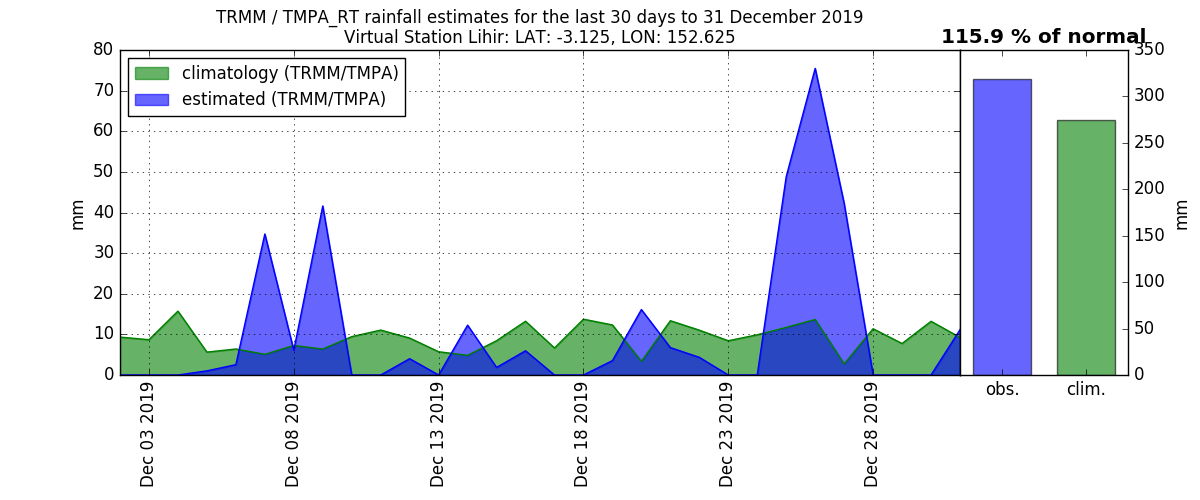 TRMM / TMPA_RT rainfall estimates for the last 30 days to 31 December 2019
Virtual Station Lihir: LAT: -3.125, LON: 152.625
115.9 % of normal
climatology (TRMM/TMPA)
estimated (TRMM/TMPA)
80
70
60
50
40
30
20
10
0
mm
Dec 03 2019
Dec 08 2019
Dec 13 2019
Dec 18 2019
Dec 23 2019
Dec 28 2019
obs.
clim.
350
300
250
200
150
100
50
0
mm